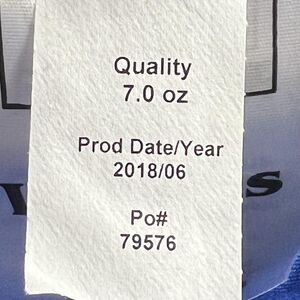 Quality
7.0 oz
Prod Date/Year
2018/06
Po#
79576